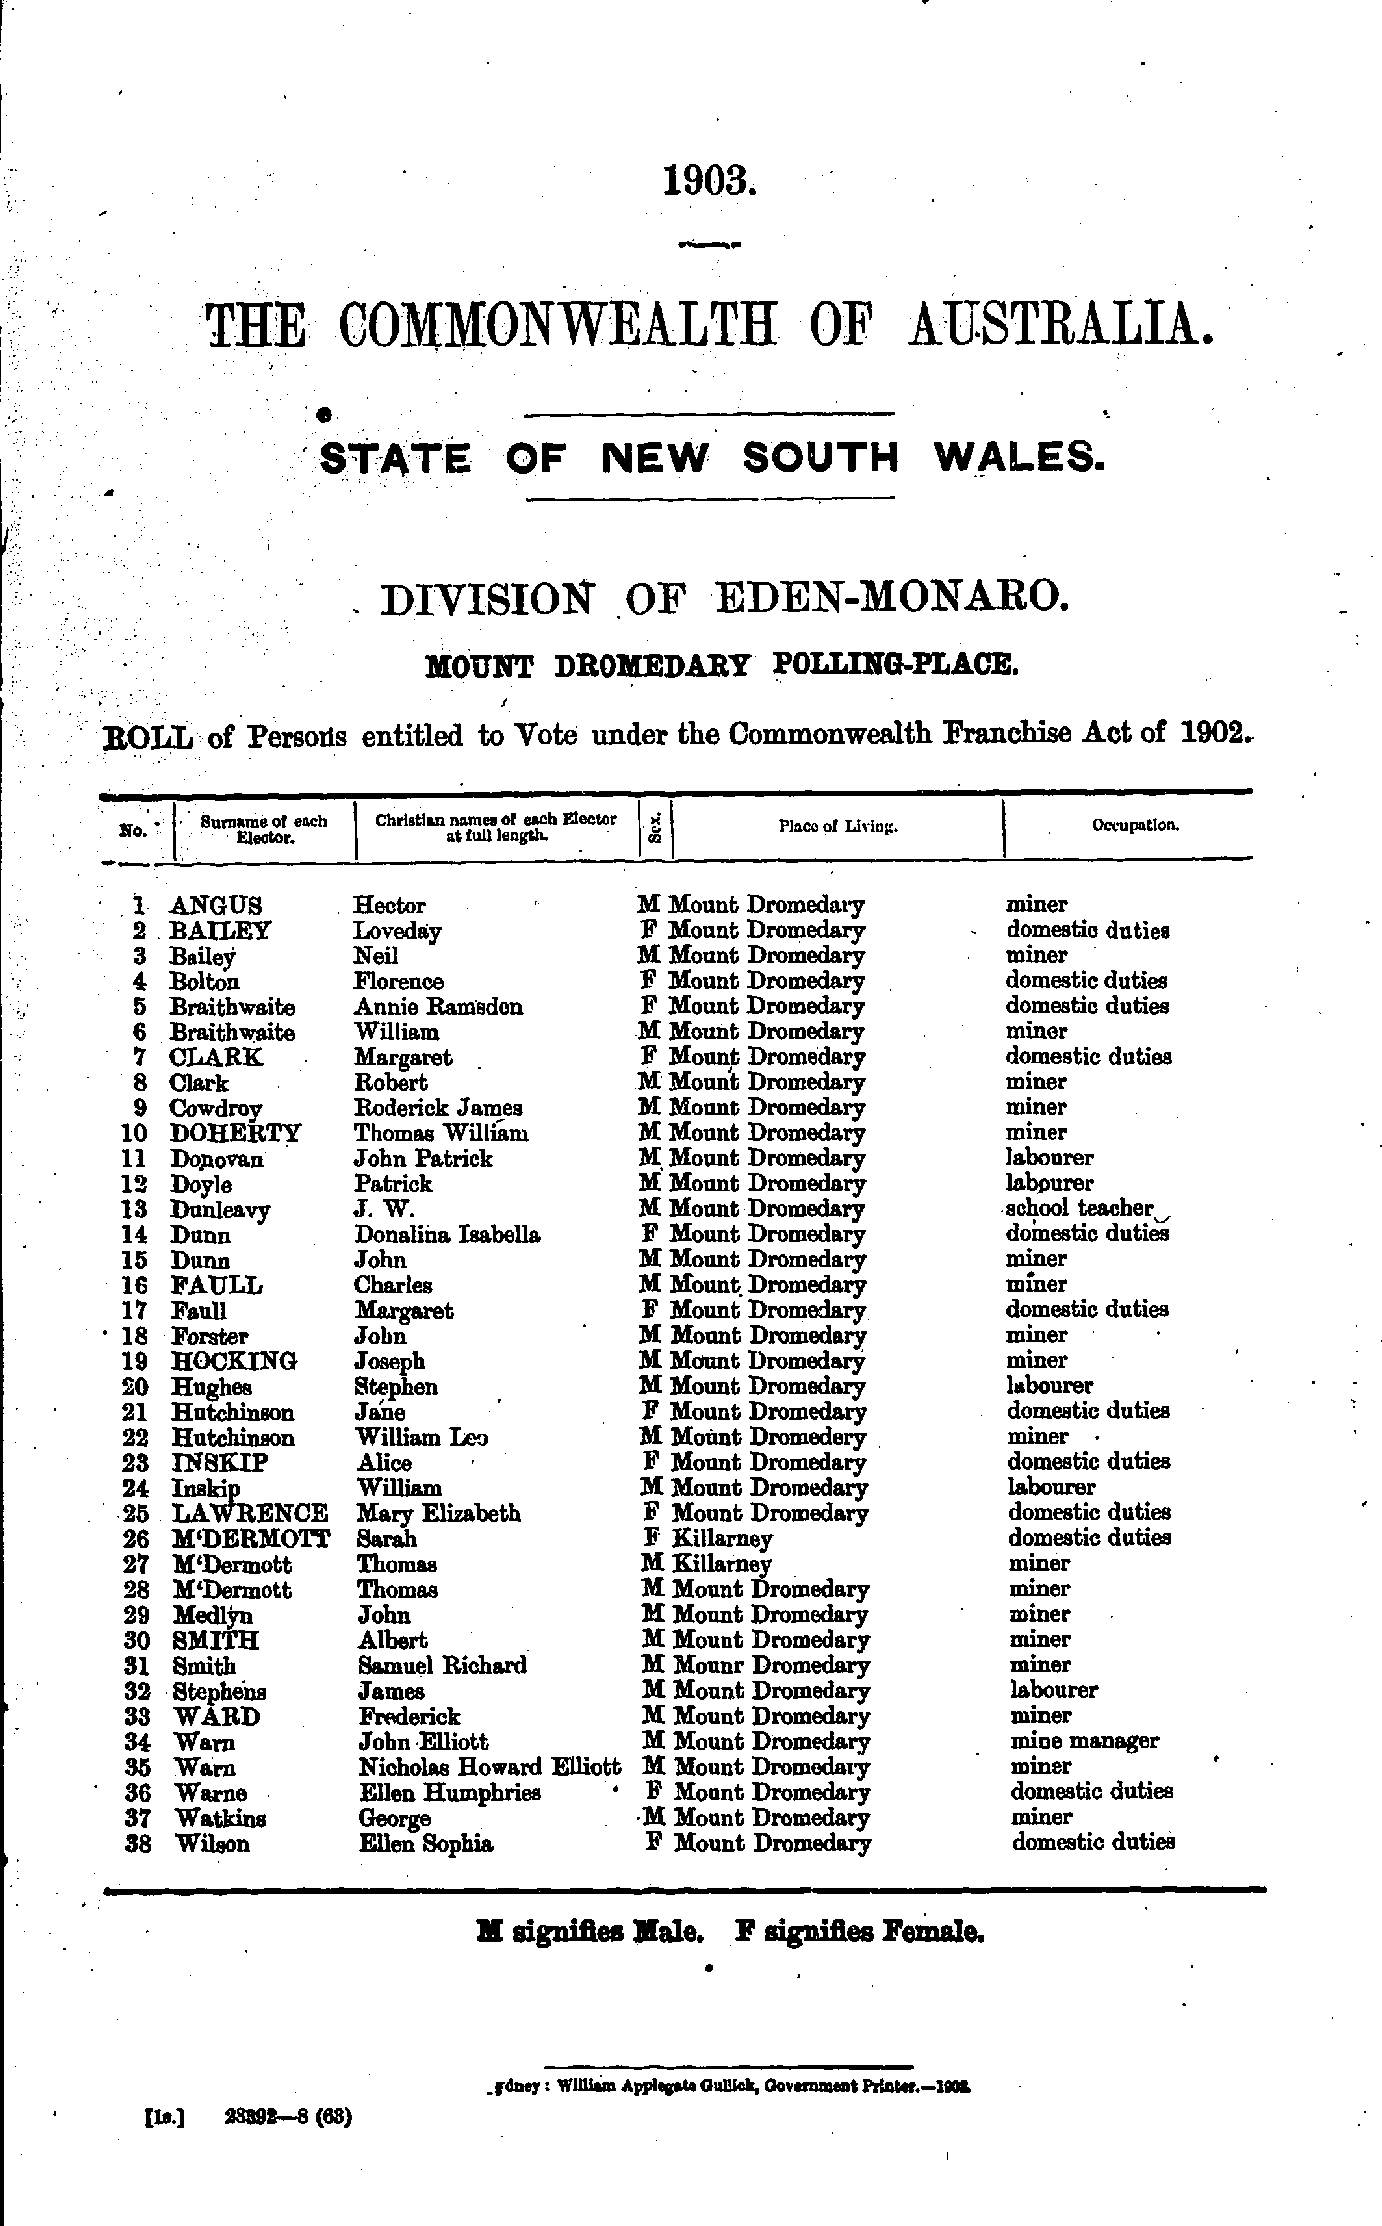 1903.
THE COMMONWEALTH OF AUSTRALIA.
STATE OF NEW SOUTH WALES.
DIVISION OF EDEN-MONARO.
MOUNT DROMEDARY POLLING-PLACE.
ROLL of Persons entitled to Vote under the Commonwealth Franchise Act of 1902.
No. Surname of each Elector. Christian names of each Elector at full length. Sex. Place of Living. Occupation.
1 ANGUS Hector M Mount Dromedary miner
2 BAILEY Loveday F Mount Dromedary domestic duties
3 Bailey Neil M Mount Dromedary miner
4 Bolton Florence F Mount Dromedary domestic duties
5 Braithwaite Annie Ramsden F Mount Dromedary domestic duties
6 Braithwaite William M Mount Dromedary miner
7 CLARK Margaret F Mount Dromedary domestic duties
8 Clark Robert M Mount Dromedary miner
9 Cowdroy Roderick James M Mount Dromedary miner
10 DOHERTY Thomas William M Mount Dromedary miner
11 Donovan John Patrick M Mount Dromedary labourer
12 Doyle Patrick M Mount Dromedary labourer
13 Dunleavy J. W. M Mount Dromedary school teacher
14 Dunn Donalina Isabella F Mount Dromedary domestic duties
15 Dunn John M Mount Dromedary miner
16 FAULL Charles M Mount Dromedary miner
17 Faull Margaret F Mount Dromedary domestic duties
18 Forster John M Mount Dromedary miner
19 HOCKING Joseph M Mount Dromedary miner
20 Hughes Stephen M Mount Dromedary labourer
21 Hutchinson Jane F Mount Dromedary domestic duties
22 Hutchinson William Leo M Mount Dromedery miner
23 INSKIP Alice F Mount Dromedary domestic duties
24 Inskip William M Mount Dromedary labourer
25 LAWRENCE Mary Elizabeth F Mount Dromedary domestic duties
26 M‘DERMOTT Sarah F Killarney domestic duties
27 M‘Dermott Thomas M Killarney miner
28 M‘Dermott Thomas M Mount Dromedary miner
29 Medlyn John M Mount Dromedary miner
30 SMITH Albert M Mount Dromedary miner
31 Smith Samuel Richard M Mounr Dromedary miner
32 Stephens James M Mount Dromedary labourer
33 WARD Frederick M Mount Dromedary miner
34 Warn John Elliott M Mount Dromedary mine manager
35 Warn Nicholas Howard Elliott M Mount Dromedary miner
36 Warne Ellen Humphries F Mount Dromedary domestic duties
37 Watkins George M Mount Dromedary miner
38 Wilson Ellen Sophia F Mount Dromedary domestic duties
M signifies Male. F signifies Female.
ydney: William Applegate Gullick, Government Printer.—
[1s.] 28392—8 (63)